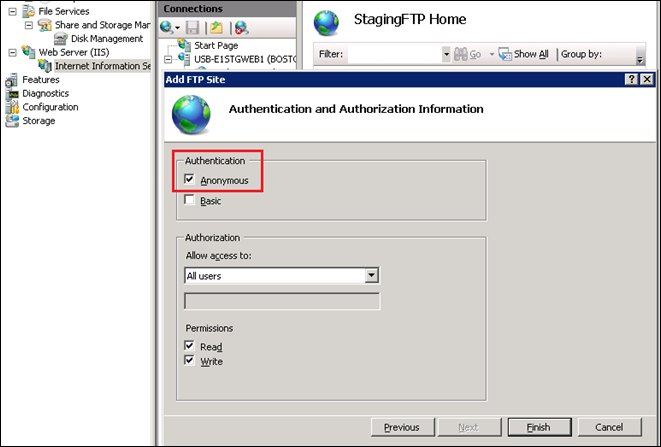 File Services
Share and Storage Mar
Disk Management
Web Server (IIS)
Internet Information Se
Features
Diagnostics
Configuration
Storage
Connections
Start Page
USB-E1STGWEB1 (BOSTO
StagingFTP Home
Filter:
Go
Show All
Group by:
Add FTP Site
Authentication and Authorization Information
Authentication
Anonymous
Basic
Authorization
Allow access to:
All users
Permissions
Read
Write
Previous
Next
Finish
Cancel